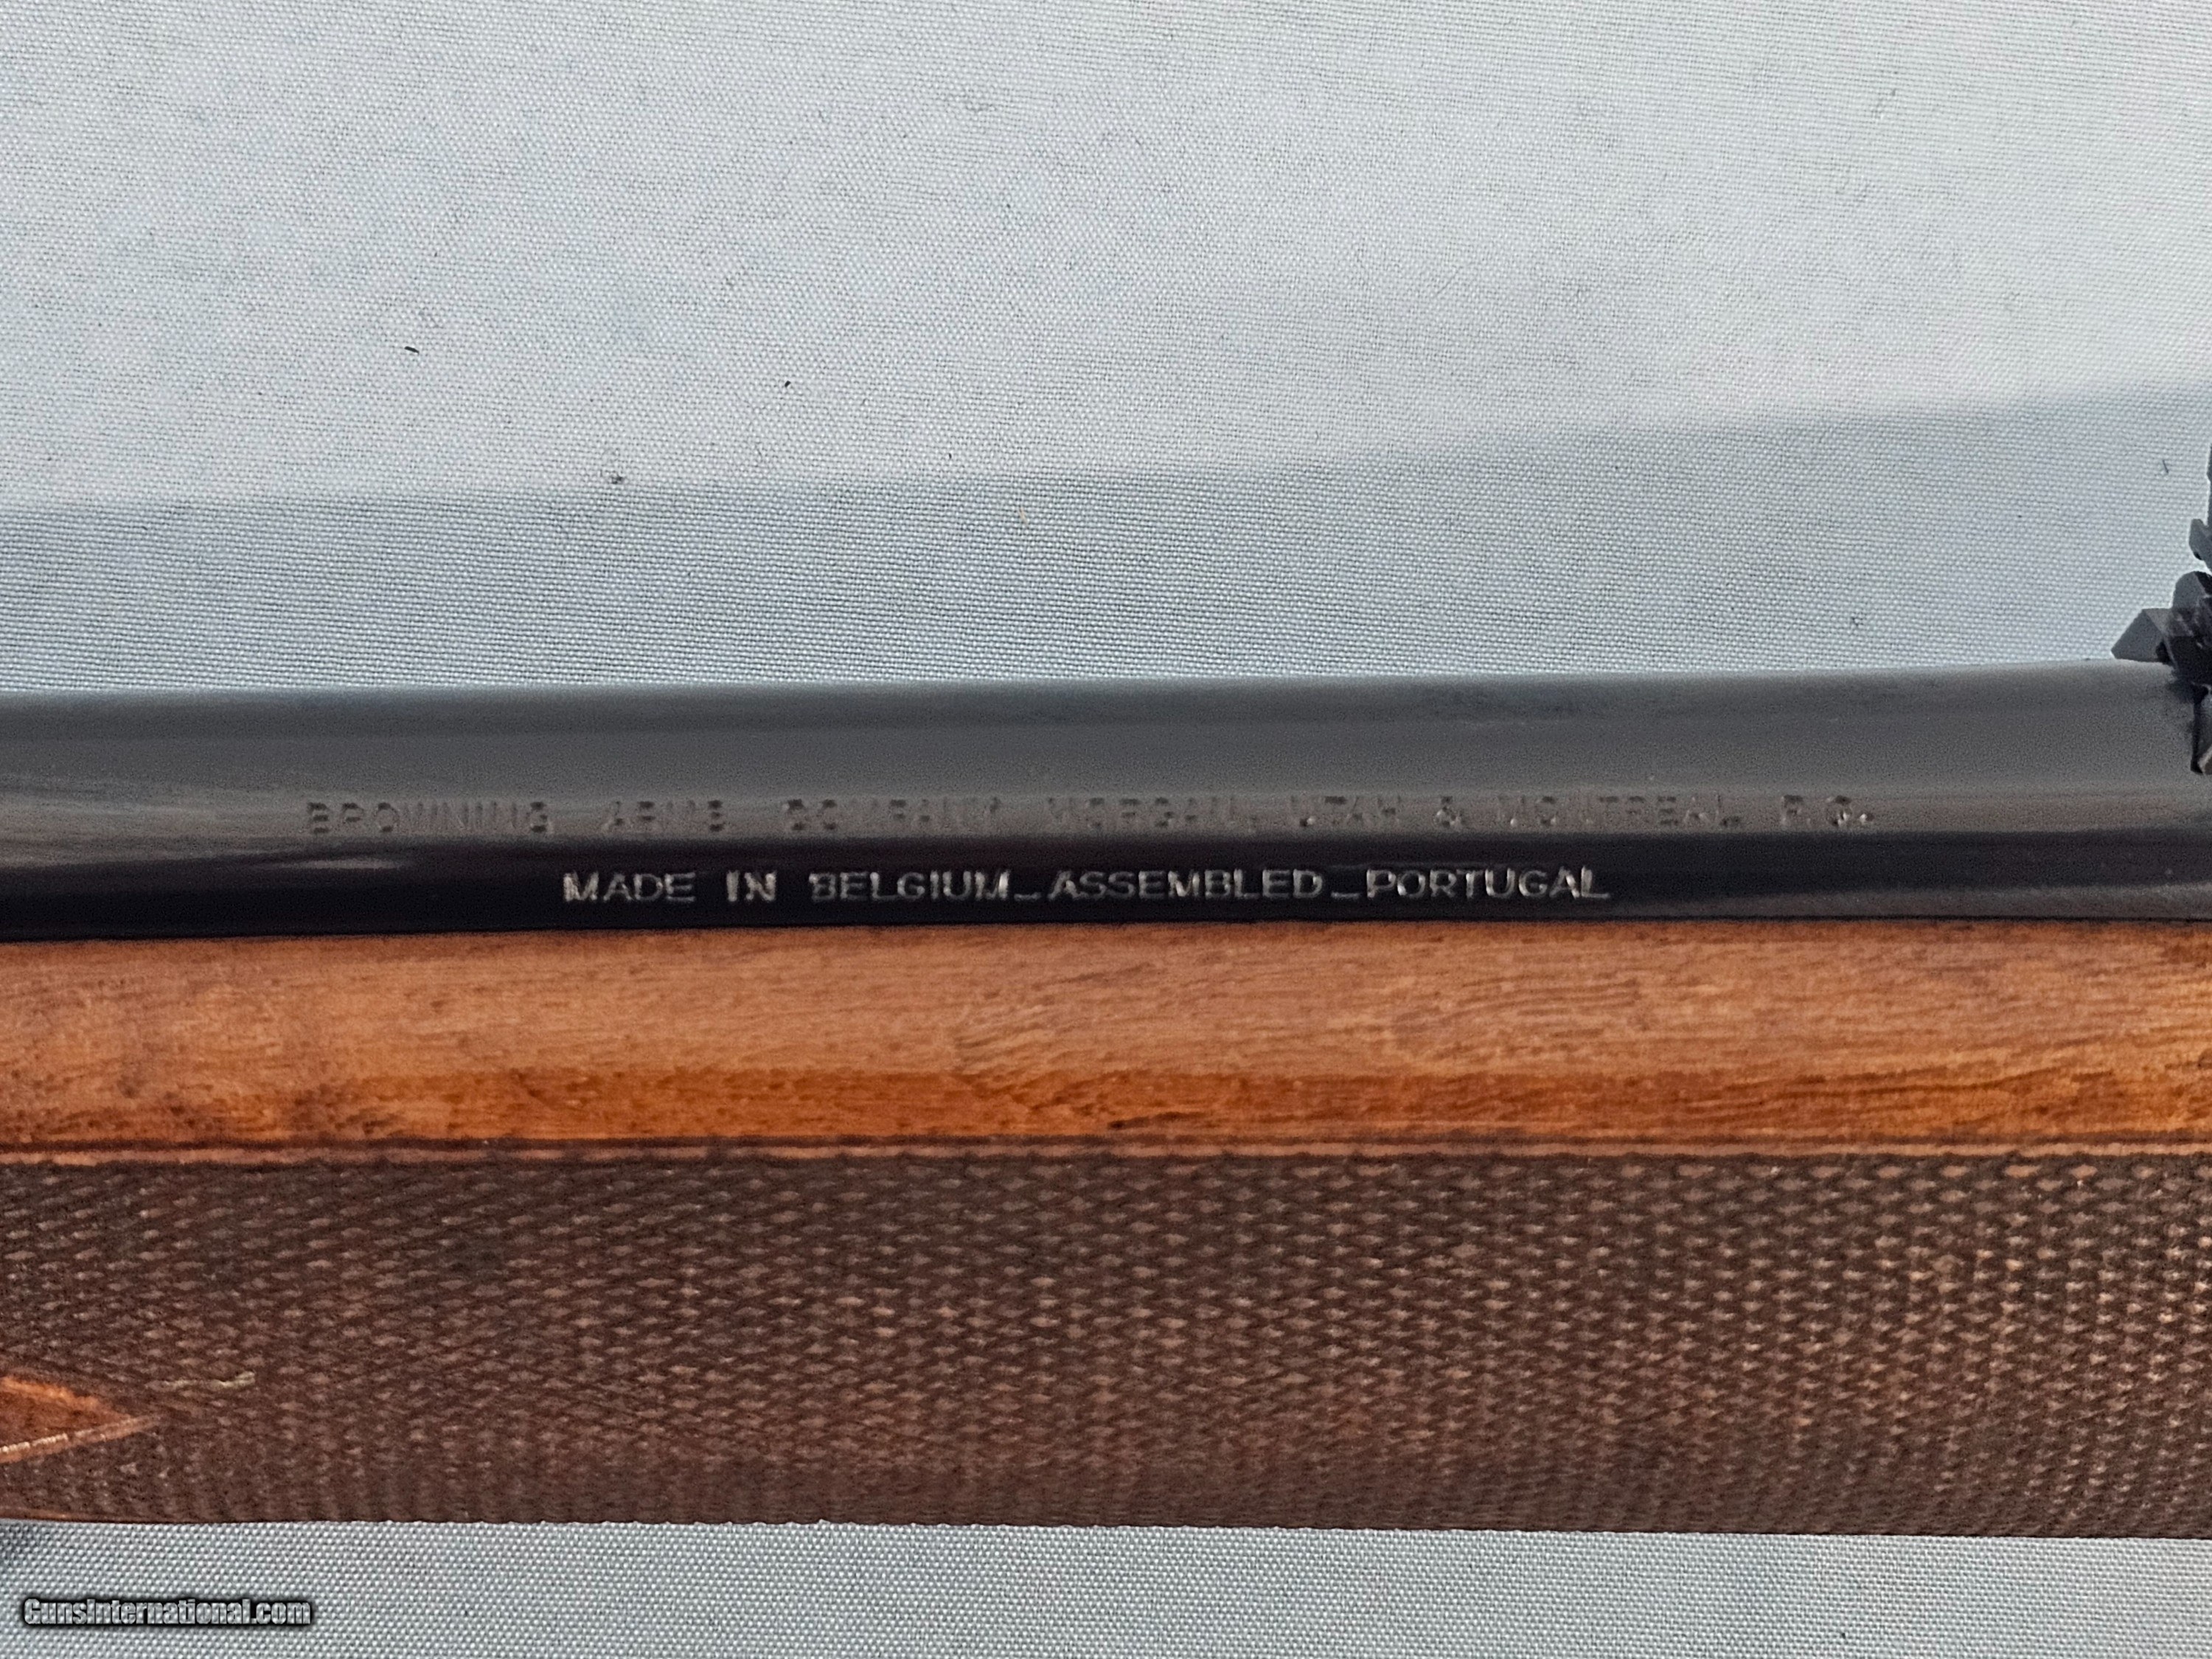 BROWNING ARMS COMPANY MORGAN, UTAH & MONTREAL P.Q.
MADE IN BELGIUM_ASSEMBLED_PORTUGAL
GunsInternational.com